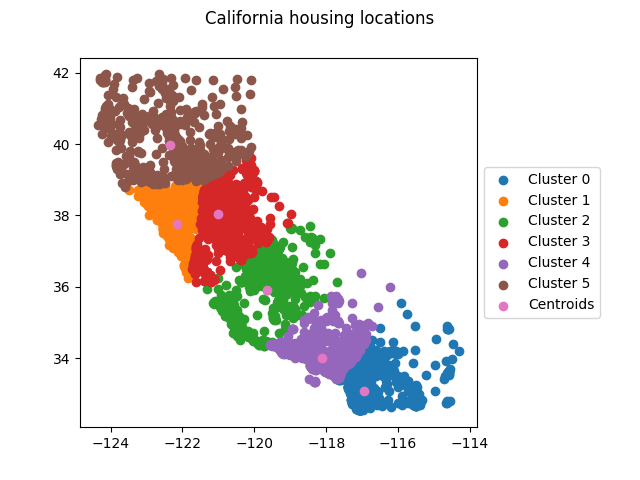 California housing locations
42
40
38
36
34
−124
−122
−120
−118
−116
−114
Cluster 0
Cluster 1
Cluster 2
Cluster 3
Cluster 4
Cluster 5
Centroids